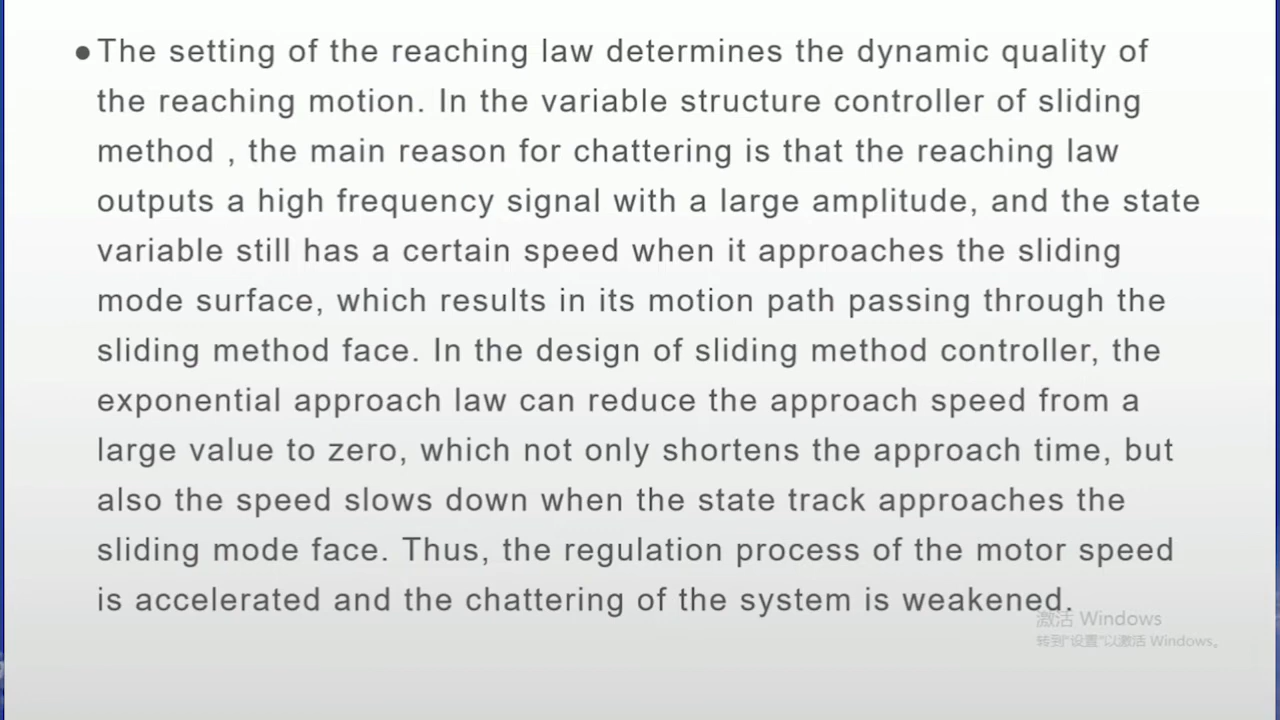 ●The setting of the reaching law determines the dynamic quality of
the reaching motion. In the variable structure controller of sliding
method , the main reason for chattering is that the reaching law
outputs a high frequency signal with a large amplitude, and the state
variable still has a certain speed when it approaches the sliding
mode surface, which results in its motion path passing through the
sliding method face. In the design of sliding method controller, the
exponential approach law can reduce the approach speed from a
large value to zero, which not only shortens the approach time, but
also the speed slows down when the state track approaches the
sliding mode face. Thus, the regulation process of the motor speed
is accelerated and the chattering of the system is weakened.
激活 Windows
转到"设置"以激活 Windows。